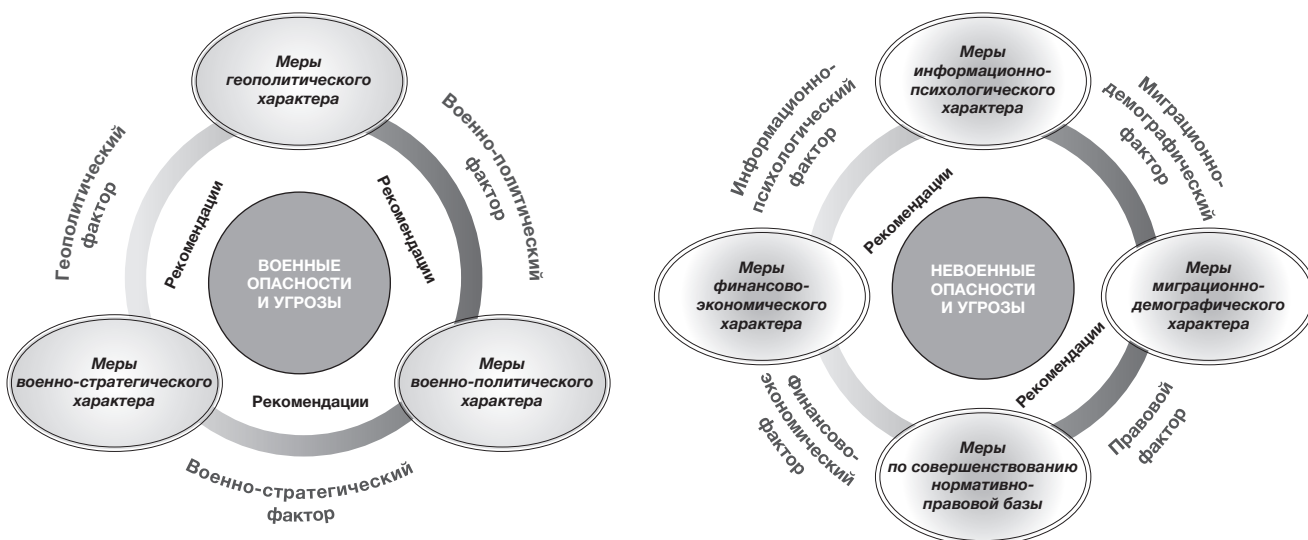 Меры
геополитического
характера
Геополитический
фактор
Военно-политический
фактор
Рекомендации
Рекомендации
ВОЕННЫЕ
ОПАСНОСТИ
И УГРОЗЫ
Меры
военно-стратегического
характера
Меры
военно-политического
характера
Рекомендации
Военно-стратегический
фактор
Меры
информационно-
психологического
характера
Информационно-
психологический
фактор
Миграционно-
демографический
фактор
Рекомендации
Меры
финансово-
экономического
характера
НЕВОЕННЫЕ
ОПАСНОСТИ
И УГРОЗЫ
Меры
миграционно-
демографического
характера
Рекомендации
Финансово-
экономический
фактор
Правовой
фактор
Меры
по совершенствованию
нормативно-
правовой базы